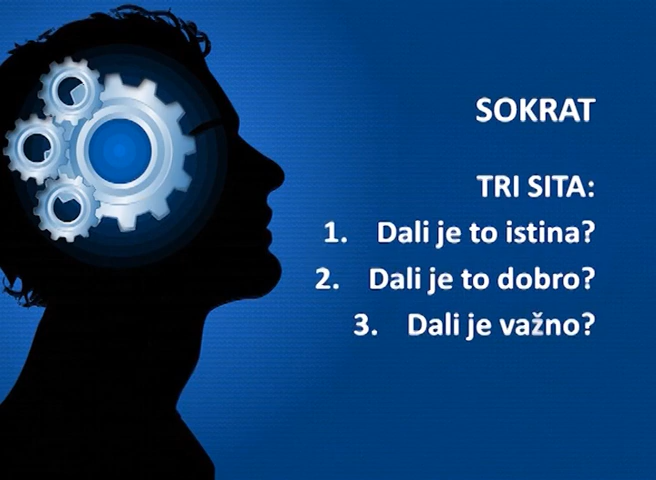 SOKRAT
TRI SITA:
1. Dali je to istina?
2. Dali je to dobro?
3. Dali je važno?